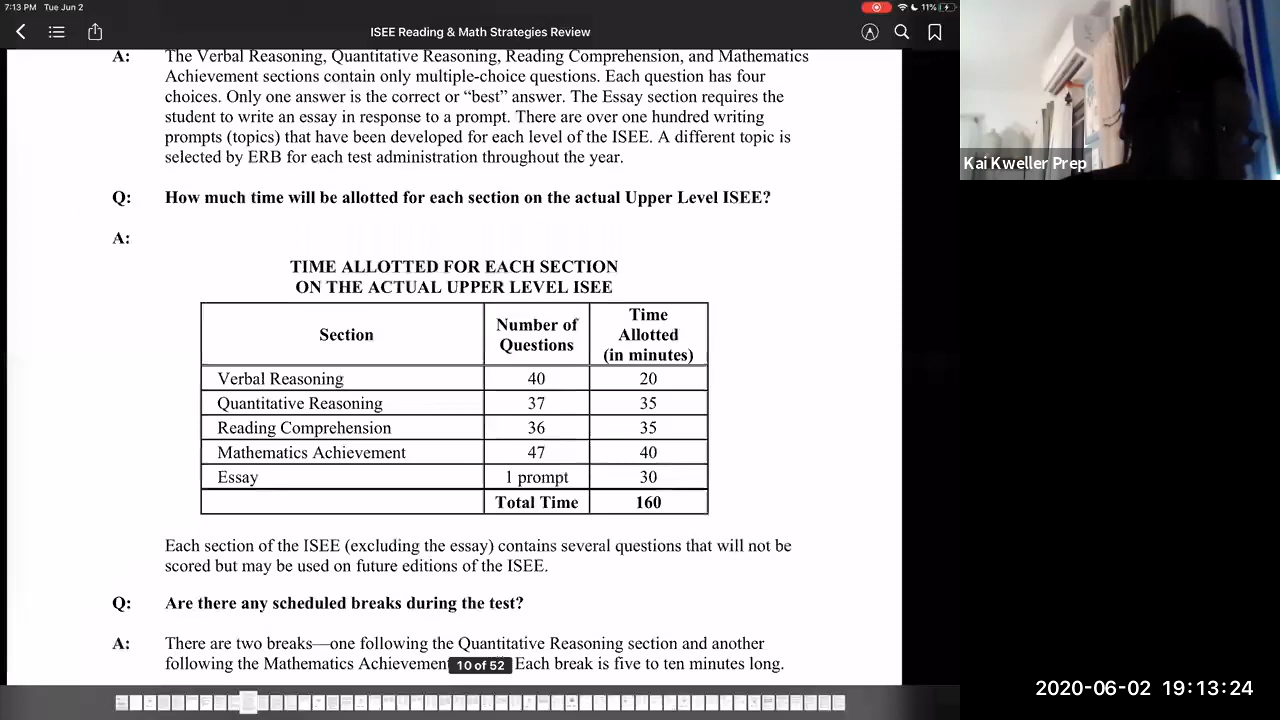 7:13 PM Tue Jun 2
11%
ISEE Reading & Math Strategies Review
A: The Verbal Reasoning, Quantitative Reasoning, Reading Comprehension, and Mathematics
Achievement sections contain only multiple-choice questions. Each question has four
choices. Only one answer is the correct or “best” answer. The Essay section requires the
student to write an essay in response to a prompt. There are over one hundred writing
prompts (topics) that have been developed for each level of the ISEE. A different topic is
selected by ERB for each test administration throughout the year.
Q: How much time will be allotted for each section on the actual Upper Level ISEE?
A:
TIME ALLOTTED FOR EACH SECTION
ON THE ACTUAL UPPER LEVEL ISEE
Section Number of Questions Time Allotted (in minutes)
Verbal Reasoning 40 20
Quantitative Reasoning 37 35
Reading Comprehension 36 35
Mathematics Achievement 47 40
Essay 1 prompt 30
Total Time 160
Each section of the ISEE (excluding the essay) contains several questions that will not be
scored but may be used on future editions of the ISEE.
Q: Are there any scheduled breaks during the test?
A: There are two breaks—one following the Quantitative Reasoning section and another
following the Mathematics Achievemen Each break is five to ten minutes long.
10 of 52
Kai Kweller Prep
2020-06-02 19:13:24